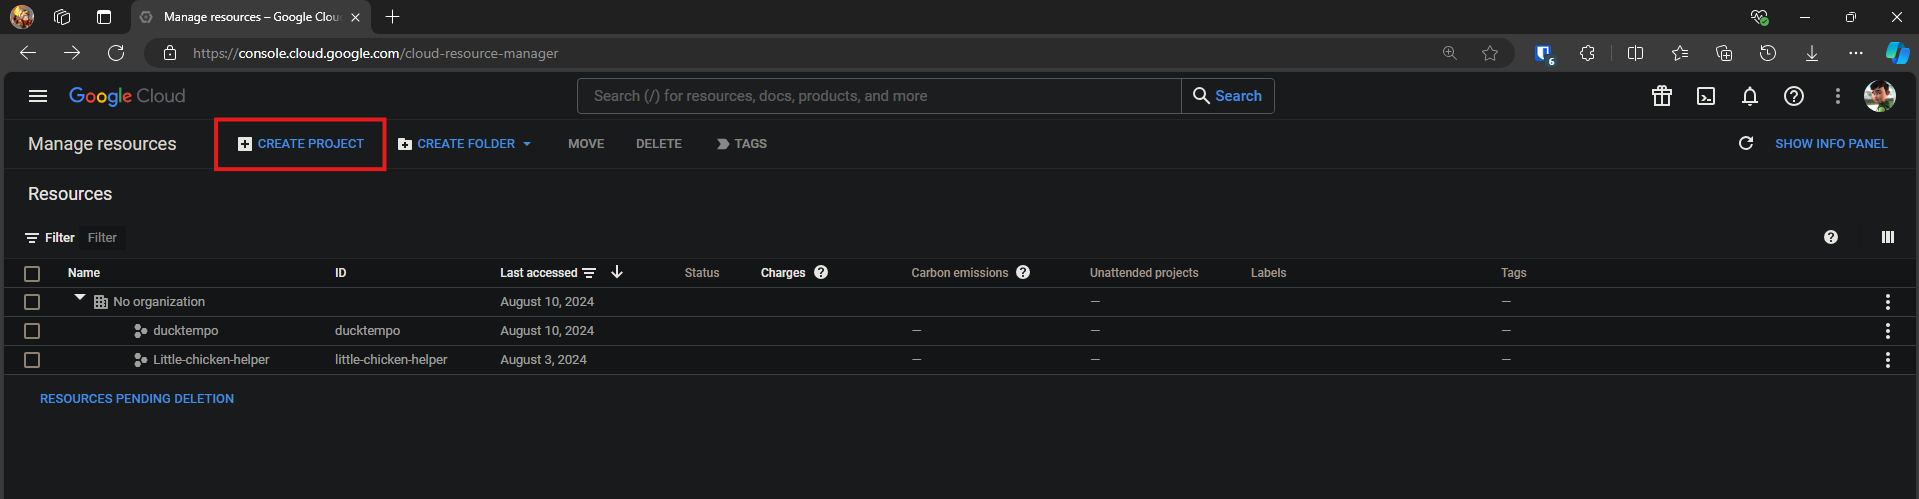 Manage resources – Google Clou
https://console.cloud.google.com/cloud-resource-manager
6
Google Cloud
Search (/) for resources, docs, products, and more
Search
Manage resources
CREATE PROJECT
CREATE FOLDER
MOVE
DELETE
TAGS
SHOW INFO PANEL
Resources
Filter Filter
Name ID Last accessed Status Charges Carbon emissions Unattended projects Labels Tags
No organization August 10, 2024 — —
ducktempo ducktempo August 10, 2024 — — —
Little-chicken-helper little-chicken-helper August 3, 2024 — — —
RESOURCES PENDING DELETION